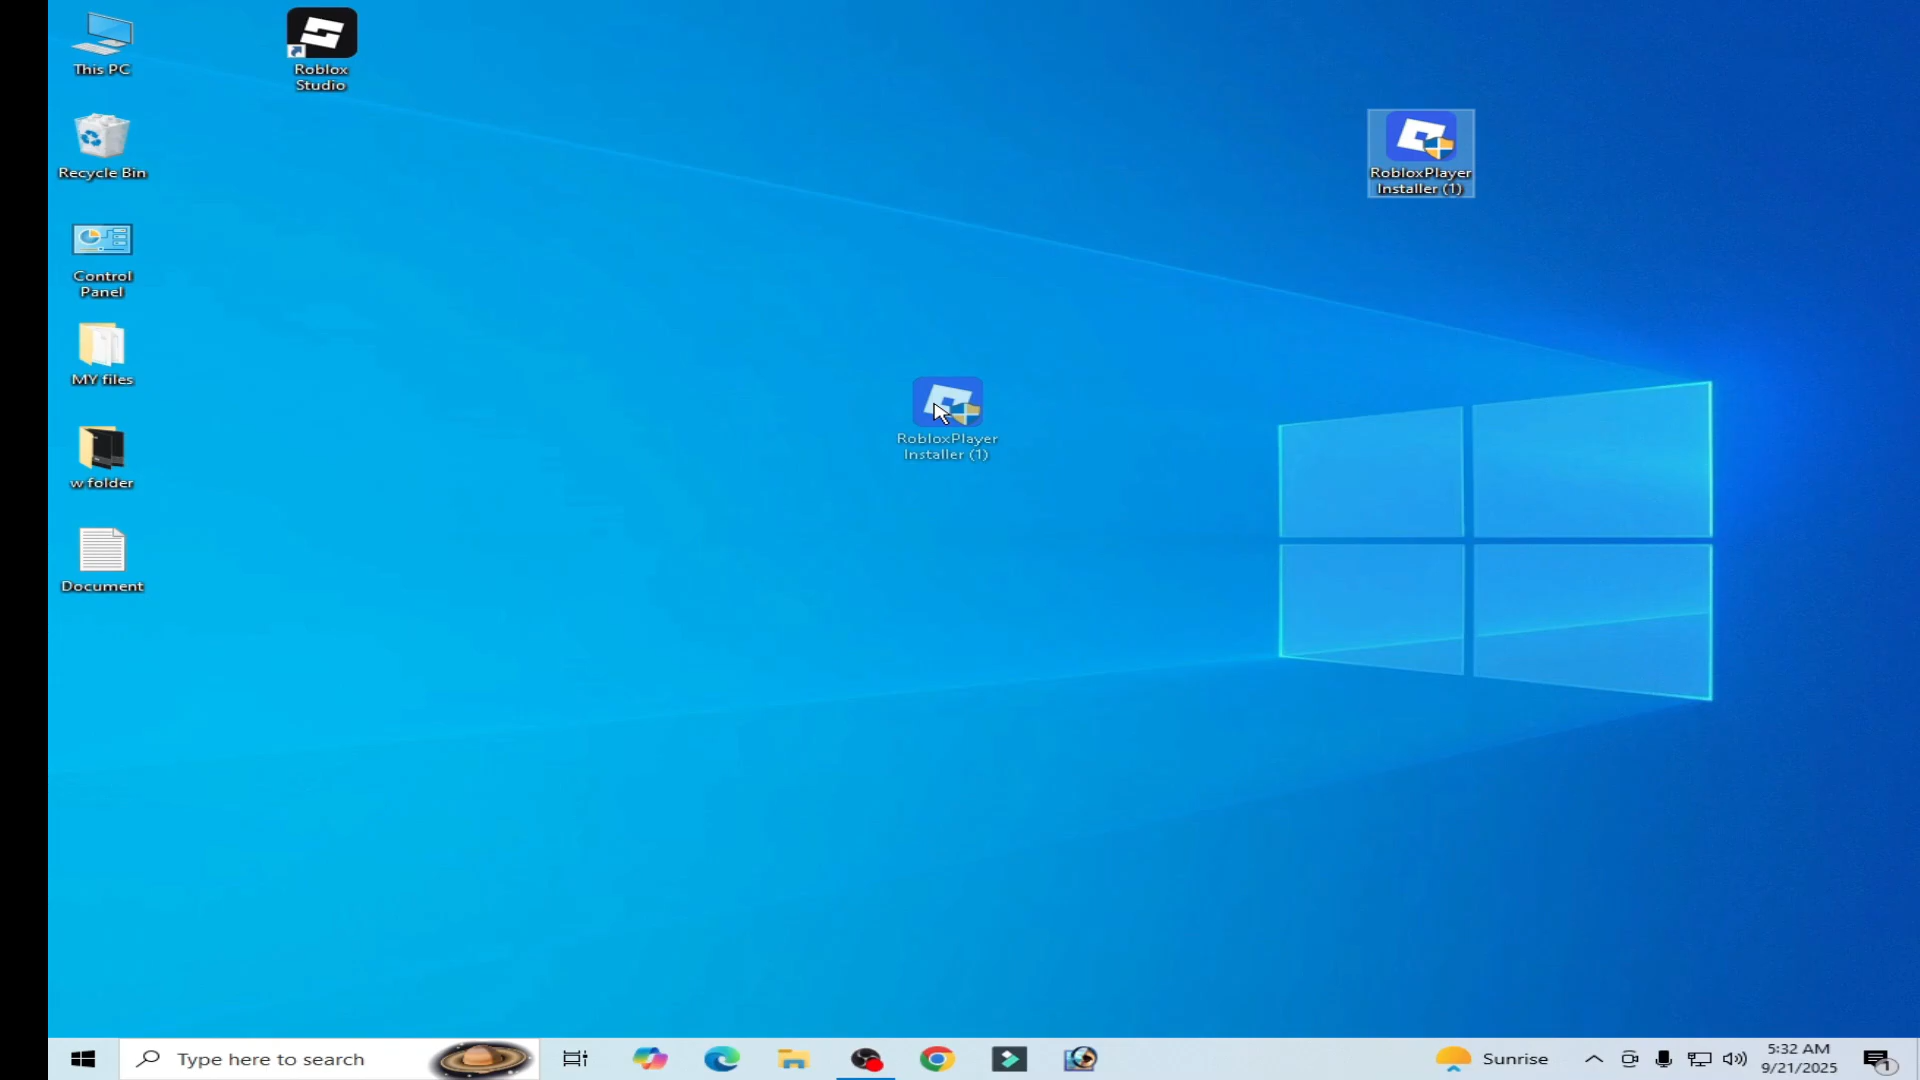 This PC
Roblox
Studio
Recycle Bin
Control
Panel
MY files
w folder
Document
RobloxPlayer
Installer (1)
RobloxPlayer
Installer (1)
Type here to search
Sunrise
5:32 AM
9/21/2025
1